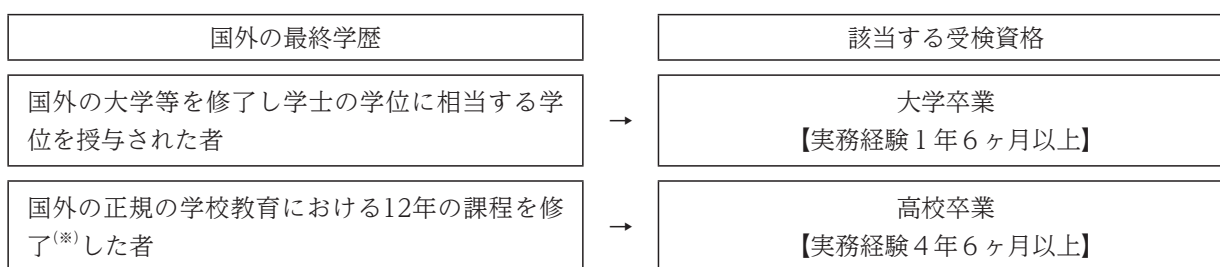 国外の最終学歴
該当する受検資格
国外の大学等を修了し学士の学位に相当する学
位を授与された者
→
大学卒業
【実務経験1年6ヶ月以上】
国外の正規の学校教育における12年の課程を修
了(※)した者
→
高校卒業
【実務経験4年6ヶ月以上】